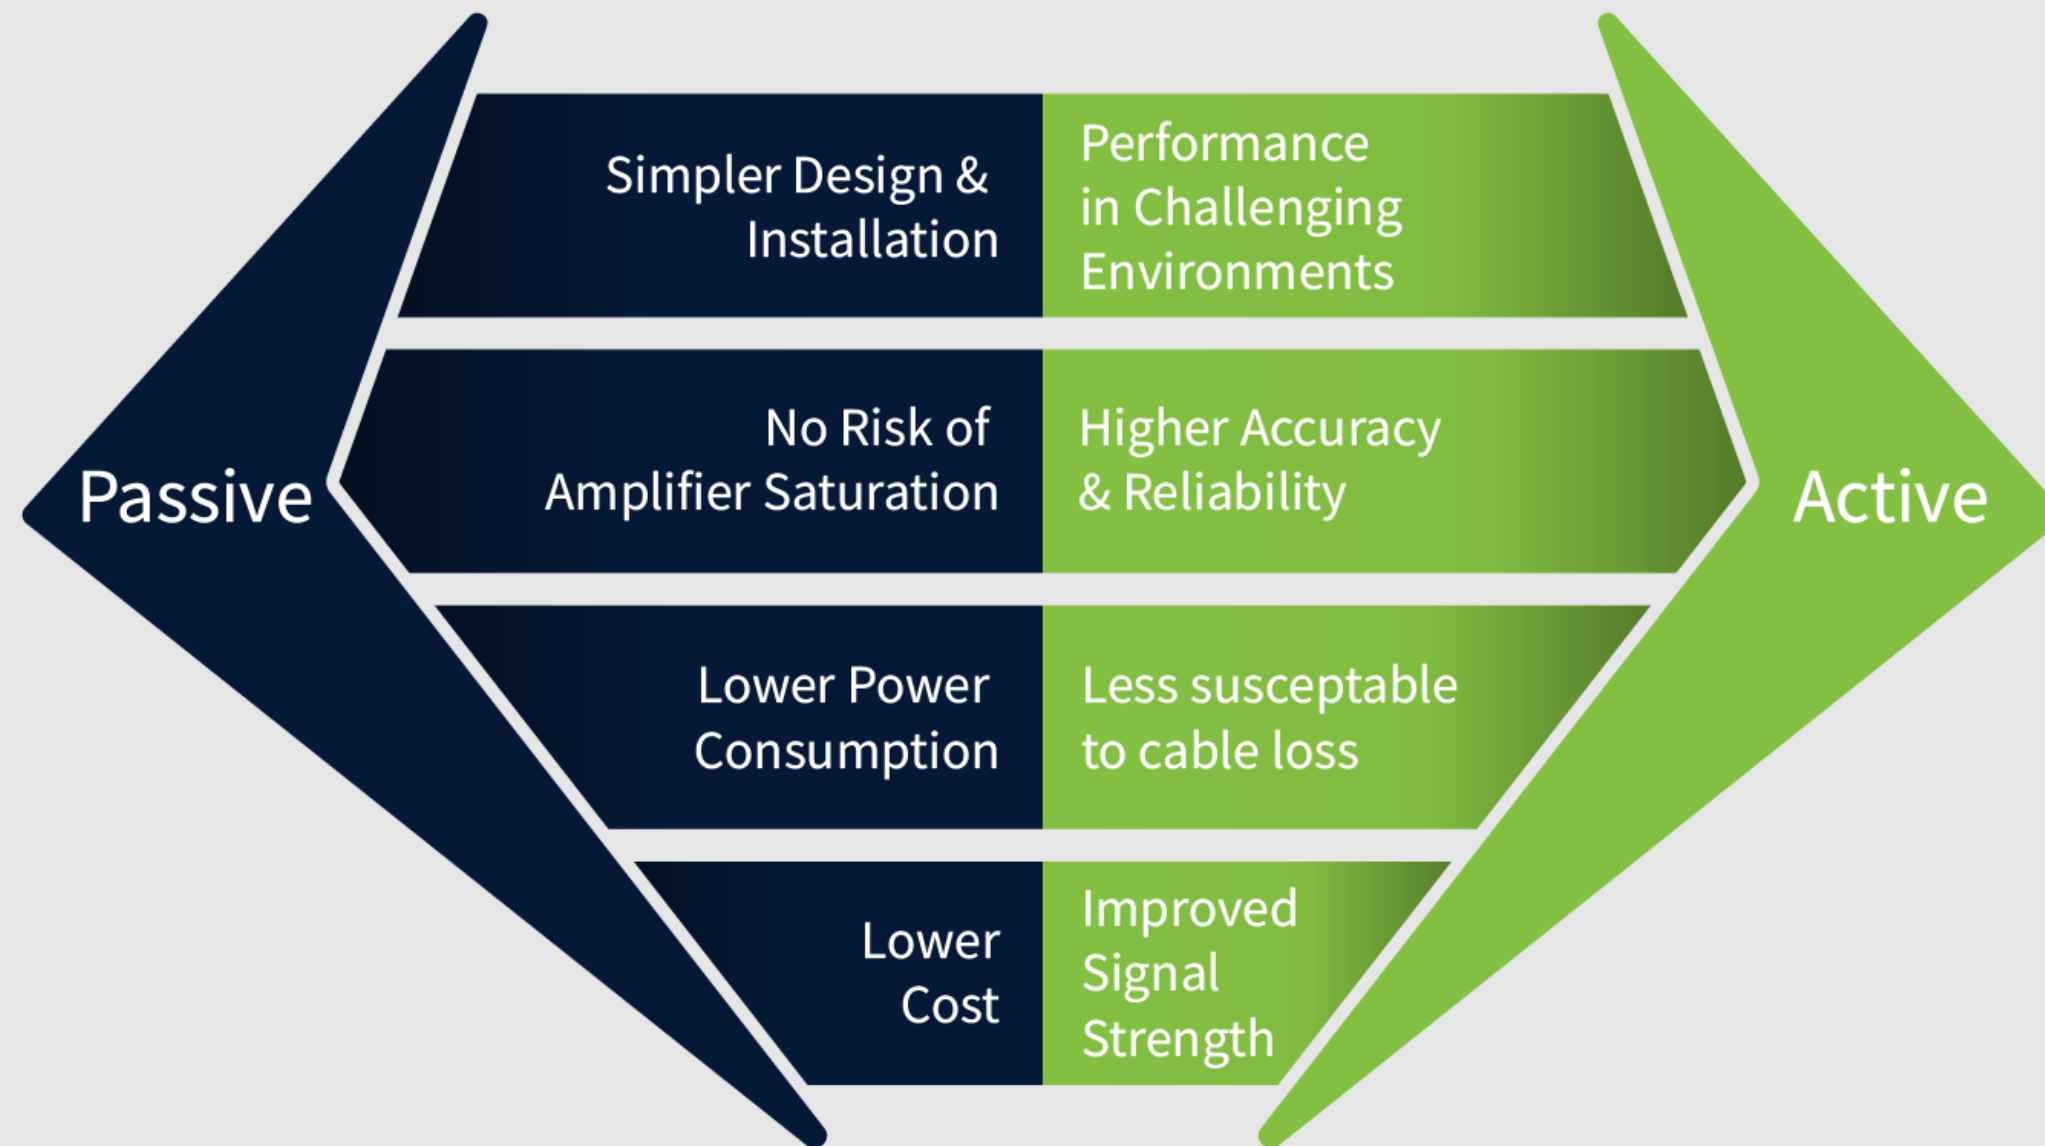 Passive
Simpler Design &
Installation
Performance
in Challenging
Environments
No Risk of
Amplifier Saturation
Higher Accuracy
& Reliability
Lower Power
Consumption
Less susceptable
to cable loss
Lower
Cost
Improved
Signal
Strength
Active